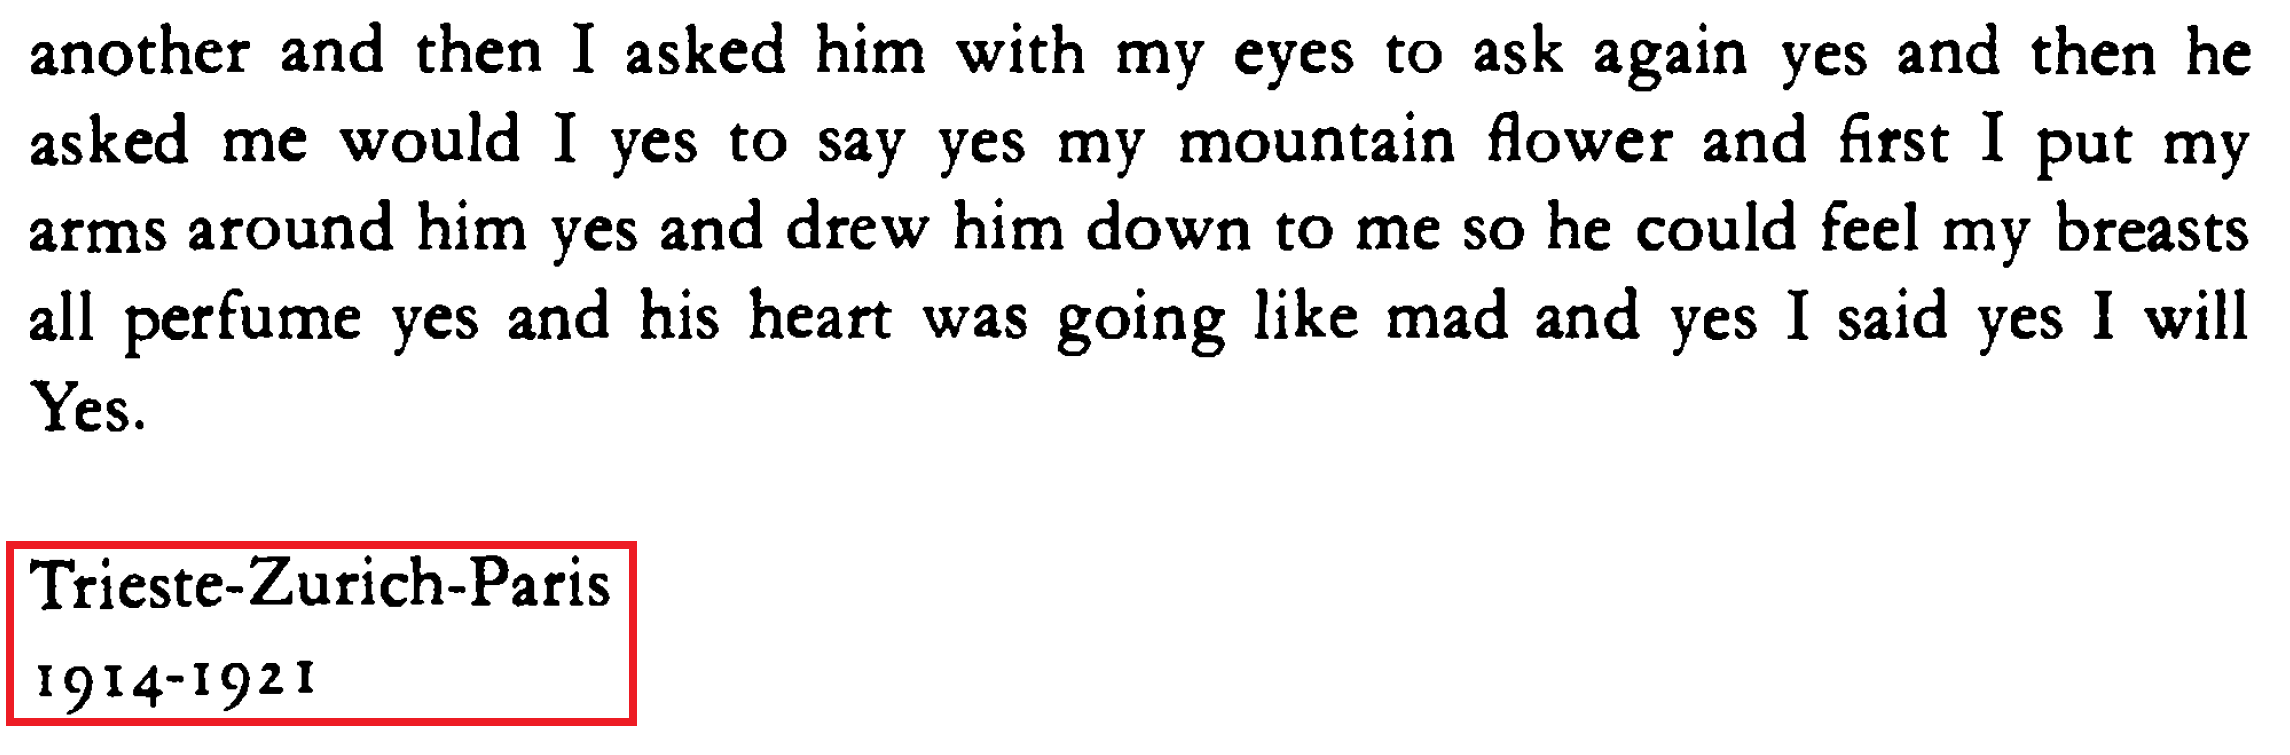 another and then I asked him with my eyes to ask again yes and then he
asked me would I yes to say yes my mountain flower and first I put my
arms around him yes and drew him down to me so he could feel my breasts
all perfume yes and his heart was going like mad and yes I said yes I will
Yes.
Trieste-Zurich-Paris
1914-1921